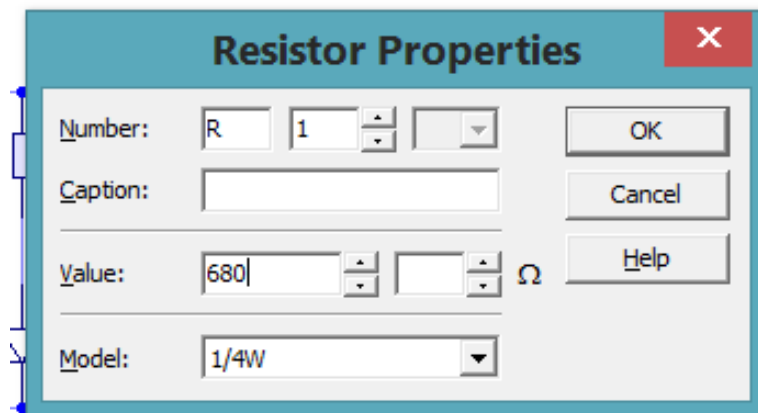 Resistor Properties
X
Number: R 1 OK
Caption: Cancel
Value: 680 Ω Help
Model: 1/4W